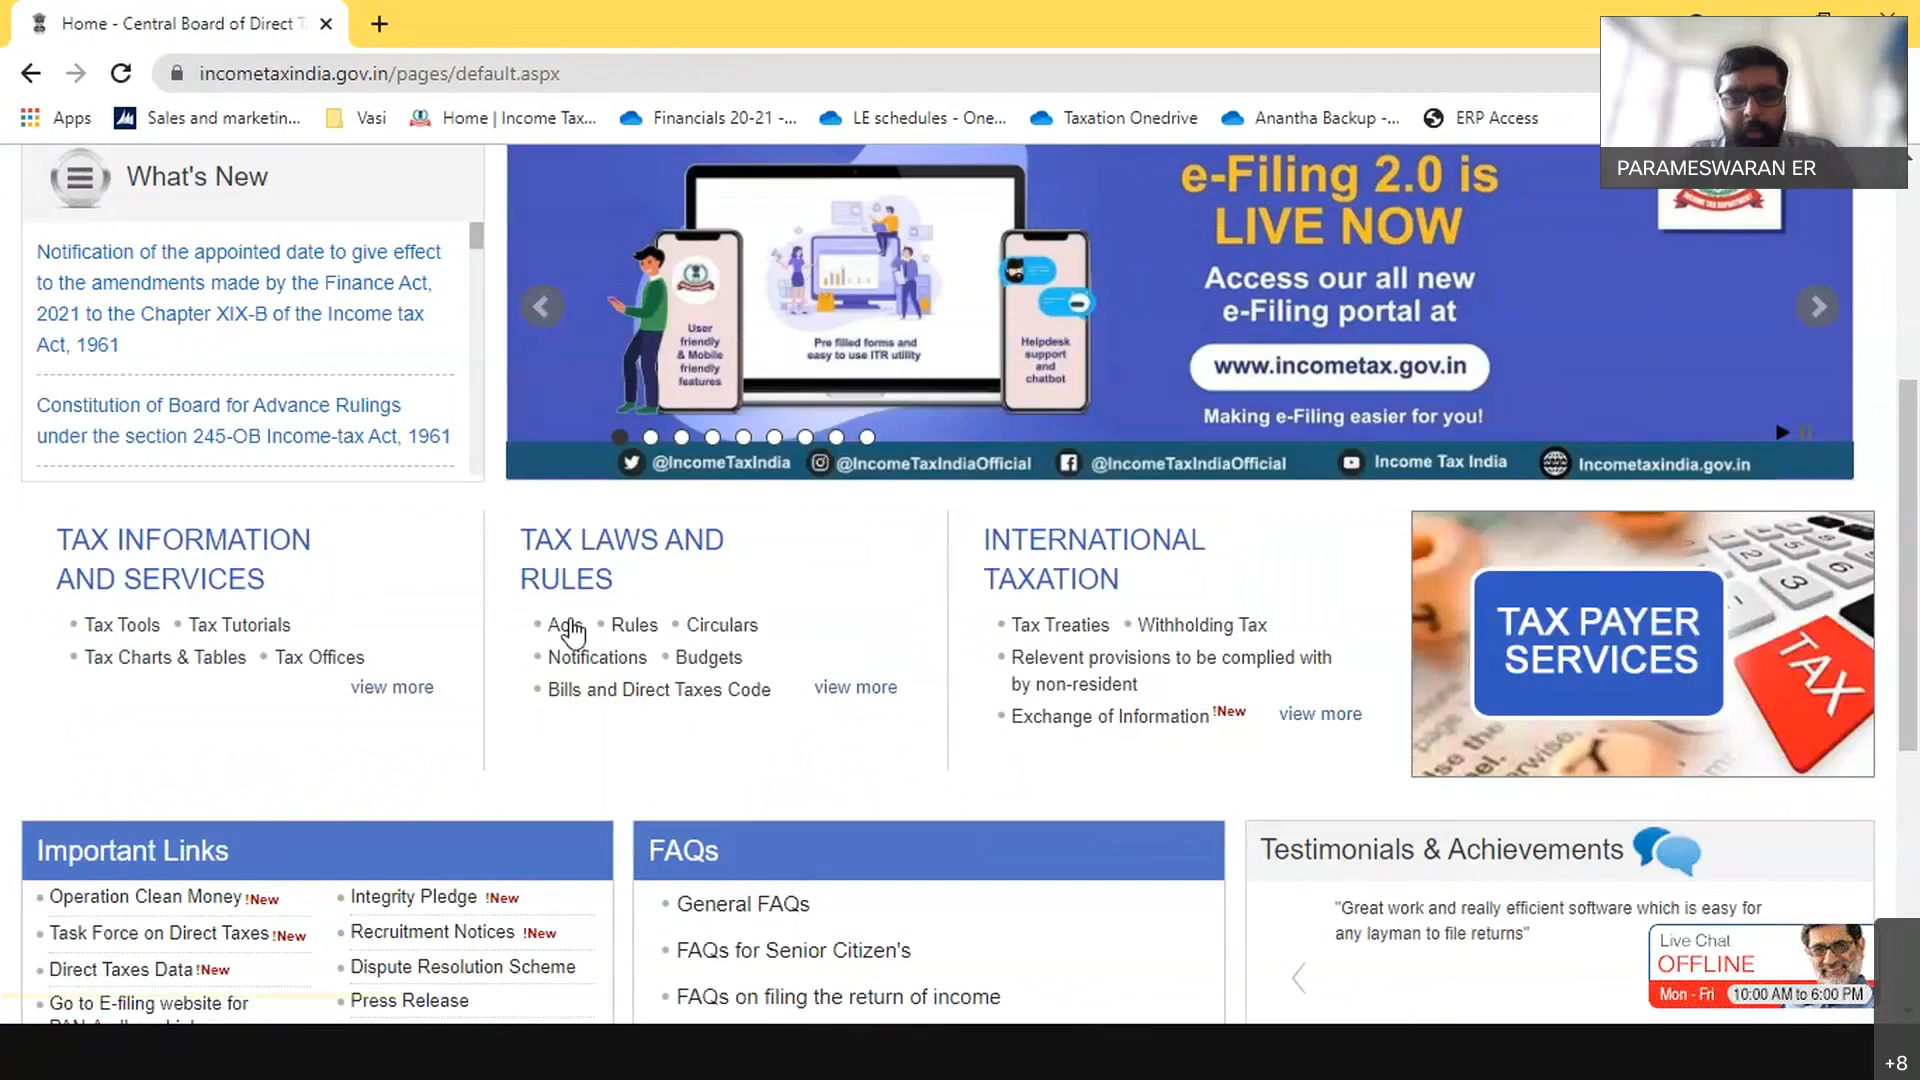 Home - Central Board of Direct T
incometaxindia.gov.in/pages/default.aspx
Apps
Sales and marketin...
Vasi
Home | Income Tax...
Financials 20-21 -...
LE schedules - One...
Taxation Onedrive
Anantha Backup -...
ERP Access
PARAMESWARAN ER
What's New
Notification of the appointed date to give effect
to the amendments made by the Finance Act,
2021 to the Chapter XIX-B of the Income tax
Act, 1961
Constitution of Board for Advance Rulings
under the section 245-OB Income-tax Act, 1961
User
friendly
& Mobile
friendly
features
Pre filled forms and
easy to use ITR utility
Helpdesk
support
and
chatbot
e-Filing 2.0 is
LIVE NOW
Access our all new
e-Filing portal at
www.incometax.gov.in
Making e-Filing easier for you!
@IncomeTaxIndia
@IncomeTaxIndiaOfficial
@IncomeTaxIndiaOfficial
Income Tax India
Incometaxindia.gov.in
TAX INFORMATION
AND SERVICES
Tax Tools
Tax Tutorials
Tax Charts & Tables
Tax Offices
view more
TAX LAWS AND
RULES
Acts
Rules
Circulars
Notifications
Budgets
Bills and Direct Taxes Code
view more
INTERNATIONAL
TAXATION
Tax Treaties
Withholding Tax
Relevent provisions to be complied with
by non-resident
Exchange of Information !New
view more
TAX PAYER
SERVICES
TAX
Important Links
Operation Clean Money !New
Task Force on Direct Taxes !New
Direct Taxes Data !New
Go to E-filing website for
Integrity Pledge !New
Recruitment Notices !New
Dispute Resolution Scheme
Press Release
FAQs
General FAQs
FAQs for Senior Citizen's
FAQs on filing the return of income
Testimonials & Achievements
"Great work and really efficient software which is easy for
any layman to file returns"
Live Chat
OFFLINE
Mon - Fri 10:00 AM to 6:00 PM
+8